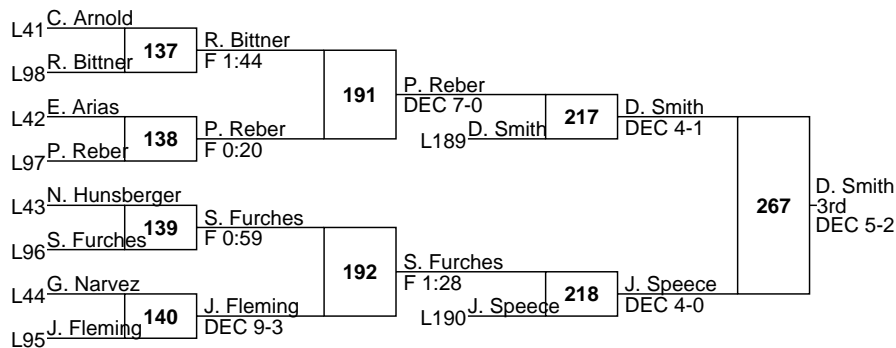 C. Arnold
L41
137
R. Bittner
F 1:44
R. Bittner
L98
191
P. Reber
DEC 7-0
E. Arias
L42
138
P. Reber
F 0:20
P. Reber
L97
D. Smith
L189
217
D. Smith
DEC 4-1
N. Hunsberger
L43
139
S. Furches
F 0:59
S. Furches
L96
192
S. Furches
F 1:28
G. Narvez
L44
140
J. Fleming
DEC 9-3
J. Fleming
L95
J. Speece
L190
218
J. Speece
DEC 4-0
267
D. Smith
3rd
DEC 5-2